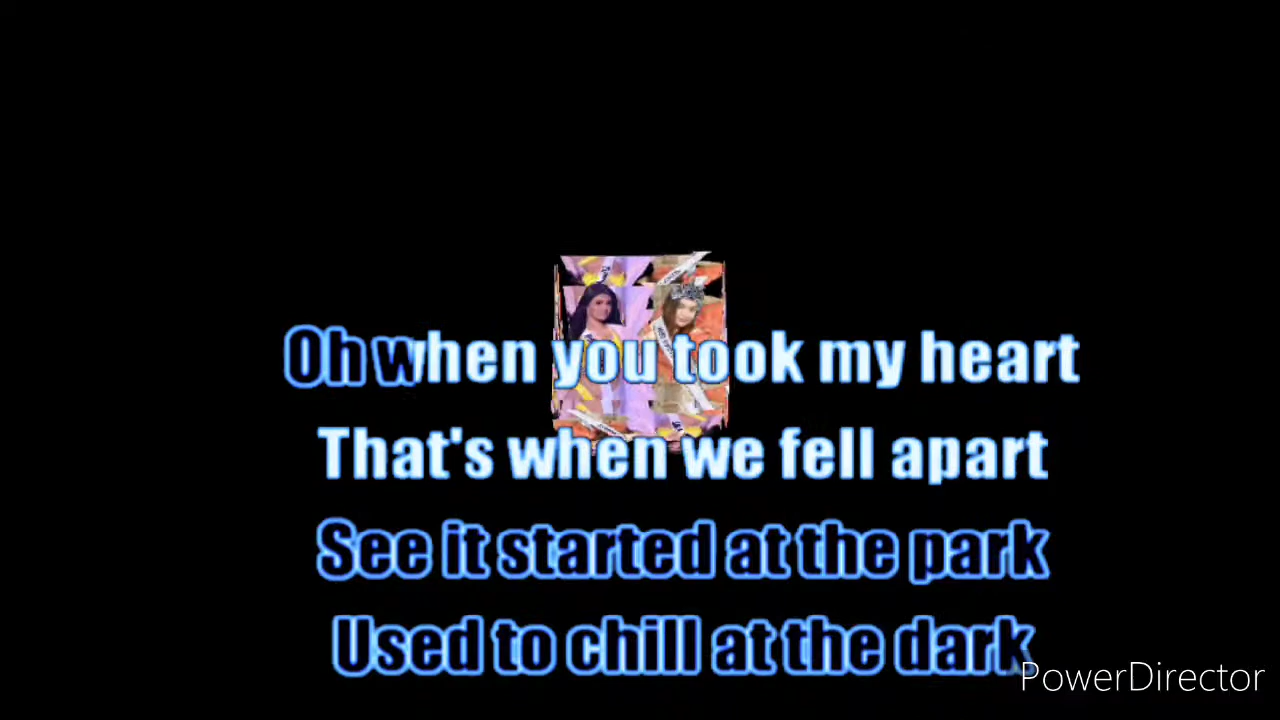 Oh when you took my heart
That's when we fell apart
See it started at the park
Used to chill at the dark
PowerDirector